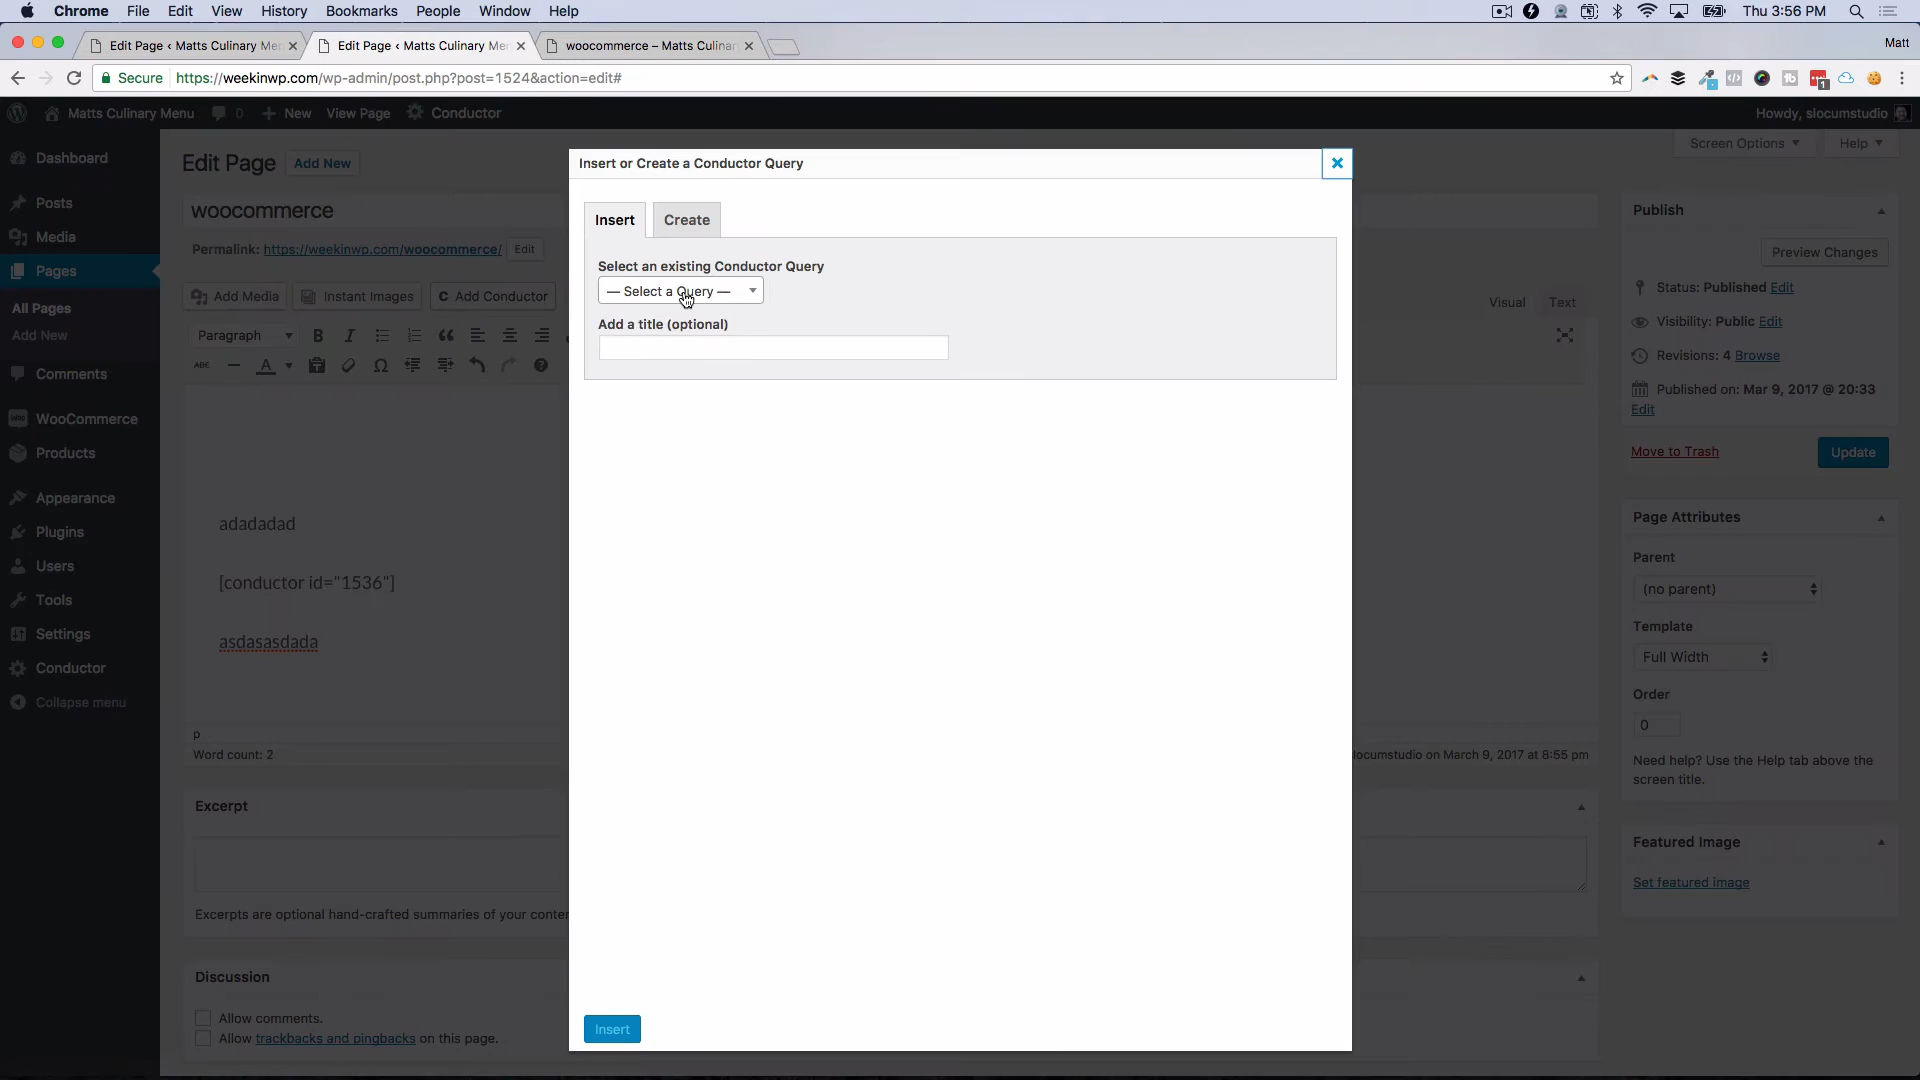 Chrome File Edit View History Bookmarks People Window Help Thu 3:56 PM
Edit Page ‹ Matts Culinary Me
Edit Page ‹ Matts Culinary Me
woocommerce – Matts Culinar
Matt
Secure https://weekinwp.com/wp-admin/post.php?post=1524&action=edit#
Matts Culinary Menu 0 New View Page Conductor Howdy, slocumstudio
Dashboard
Posts
Media
Pages
All Pages
Add New
Comments
WooCommerce
Products
Appearance
Plugins
Users
Tools
Settings
Conductor
Collapse menu
Edit Page Add New
Screen Options Help
woocommerce
Permalink: https://weekinwp.com/woocommerce/ Edit
Add Media Instant Images C Add Conductor
Visual Text
Paragraph B I
ABC A
adadadad
[conductor id="1536"]
asdasasdada
p
Word count: 2
slocumstudio on March 9, 2017 at 8:55 pm
Excerpt
Excerpts are optional hand-crafted summaries of your conten
Discussion
Allow comments.
Allow trackbacks and pingbacks on this page.
Insert or Create a Conductor Query
Insert Create
Select an existing Conductor Query
— Select a Query —
Add a title (optional)
Insert
Publish
Preview Changes
Status: Published Edit
Visibility: Public Edit
Revisions: 4 Browse
Published on: Mar 9, 2017 @ 20:33
Edit
Move to Trash Update
Page Attributes
Parent
(no parent)
Template
Full Width
Order
0
Need help? Use the Help tab above the
screen title.
Featured Image
Set featured image